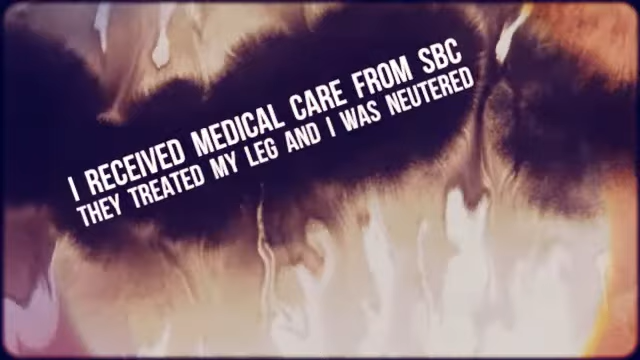 I RECEIVED MEDICAL CARE FROM SBC
THEY TREATED MY LEG AND I WAS NEUTERED